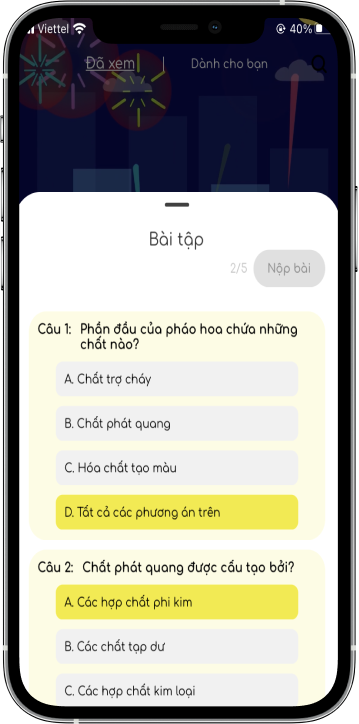 Viettel
40%
Đã xem | Dành cho bạn
Bài tập
2/5 Nộp bài
Câu 1: Phần đầu của pháo hoa chứa những
chất nào?
A. Chất trợ cháy
B. Chất phát quang
C. Hóa chất tạo màu
D. Tất cả các phương án trên
Câu 2: Chất phát quang được cấu tạo bởi?
A. Các hợp chất phi kim
B. Các chất tạp dư
C. Các hợp chất kim loại